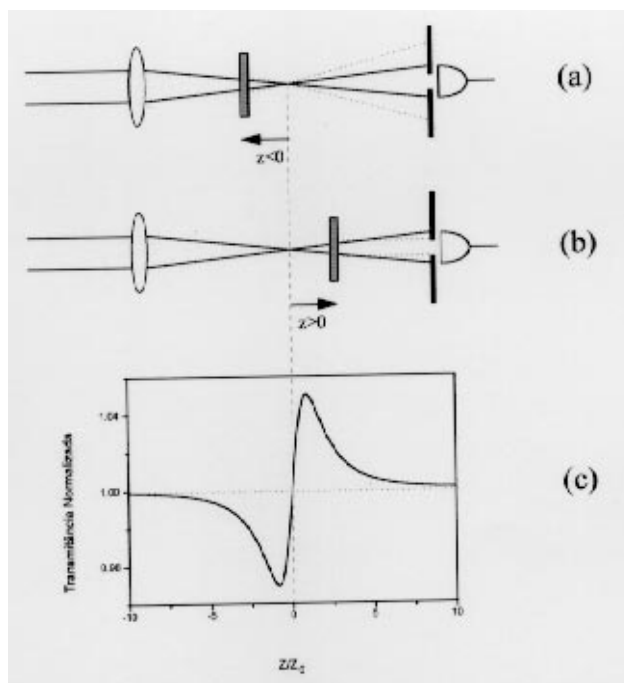 (a)
z<0
(b)
z>0
Transmitância Normalizada
1.04
1.00
0.96
-10
-5
0
5
10
(c)
Z/Z₀